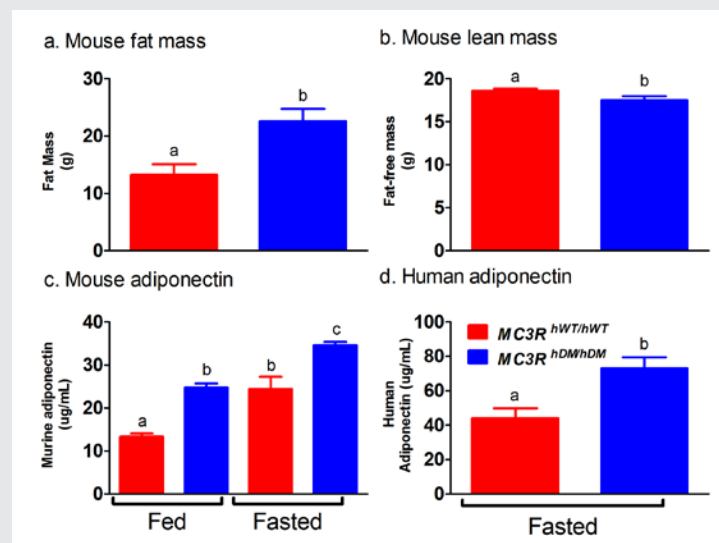 a. Mouse fat mass
Fat Mass
(g)
30
20
10
0
a
b
b. Mouse lean mass
Fat-free mass
(g)
20
15
10
5
0
a
b
c. Mouse adiponectin
Murine adiponectin
(ug/mL)
40
30
20
10
0
a
b
b
c
Fed
Fasted
d. Human adiponectin
Human
Adiponectin (ug/mL)
100
80
60
40
20
0
MC3R hWT/hWT
MC3R hDM/hDM
a
b
Fasted